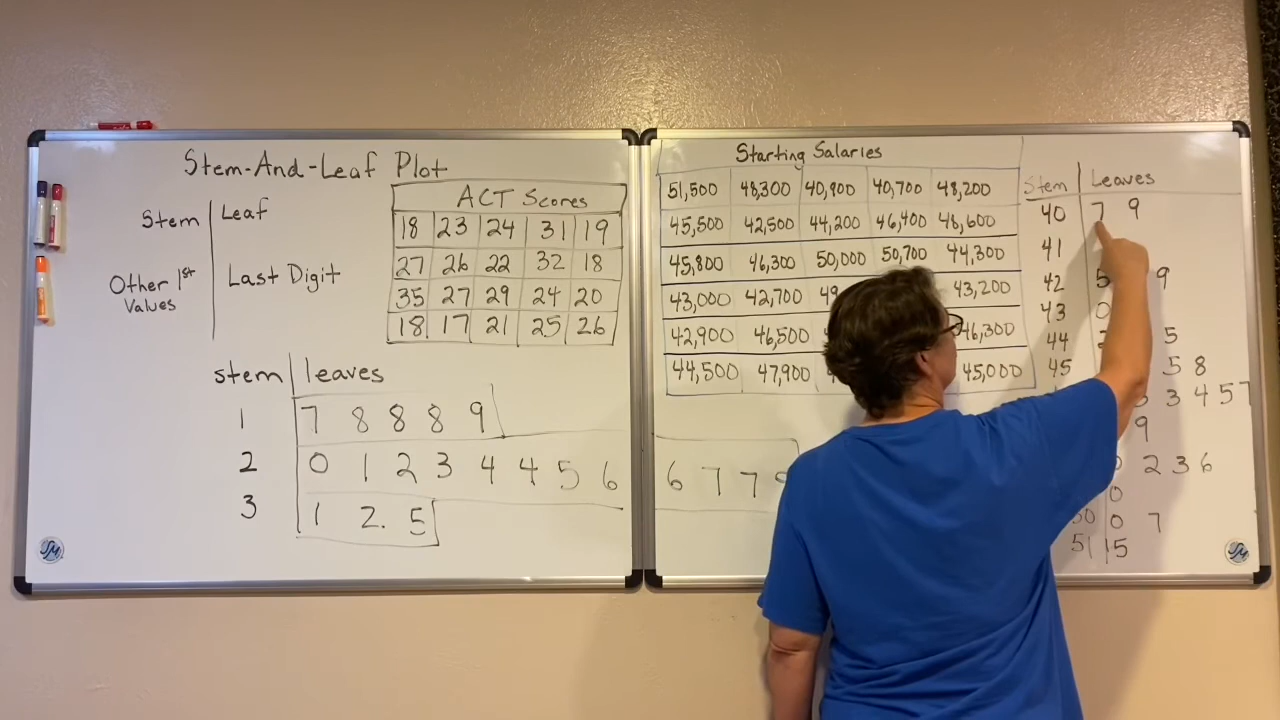 Stem-And-Leaf Plot
Stem Leaf
Other 1st Last Digit
Values
ACT Scores
18 23 24 31 19
27 26 22 32 18
35 27 29 24 20
18 17 21 25 26
stem leaves
1 7 8 8 8 9
2 0 1 2 3 4 4 5 6 6 7 7
3 1 2. 5
Starting Salaries
51,500 48,300 40,900 40,700 48,200
45,500 42,500 44,200 46,400 48,600
45,800 46,300 50,000 50,700 44,300
43,000 42,700 43,200
42,900 46,500 46,300
44,500 47,900 45,000
Stem Leaves
40 7 9
41
42 5 9
43 0
44 5
45 5 8
3 4 5 7
9
2 3 6
0
0 7
51 5
SM
SM